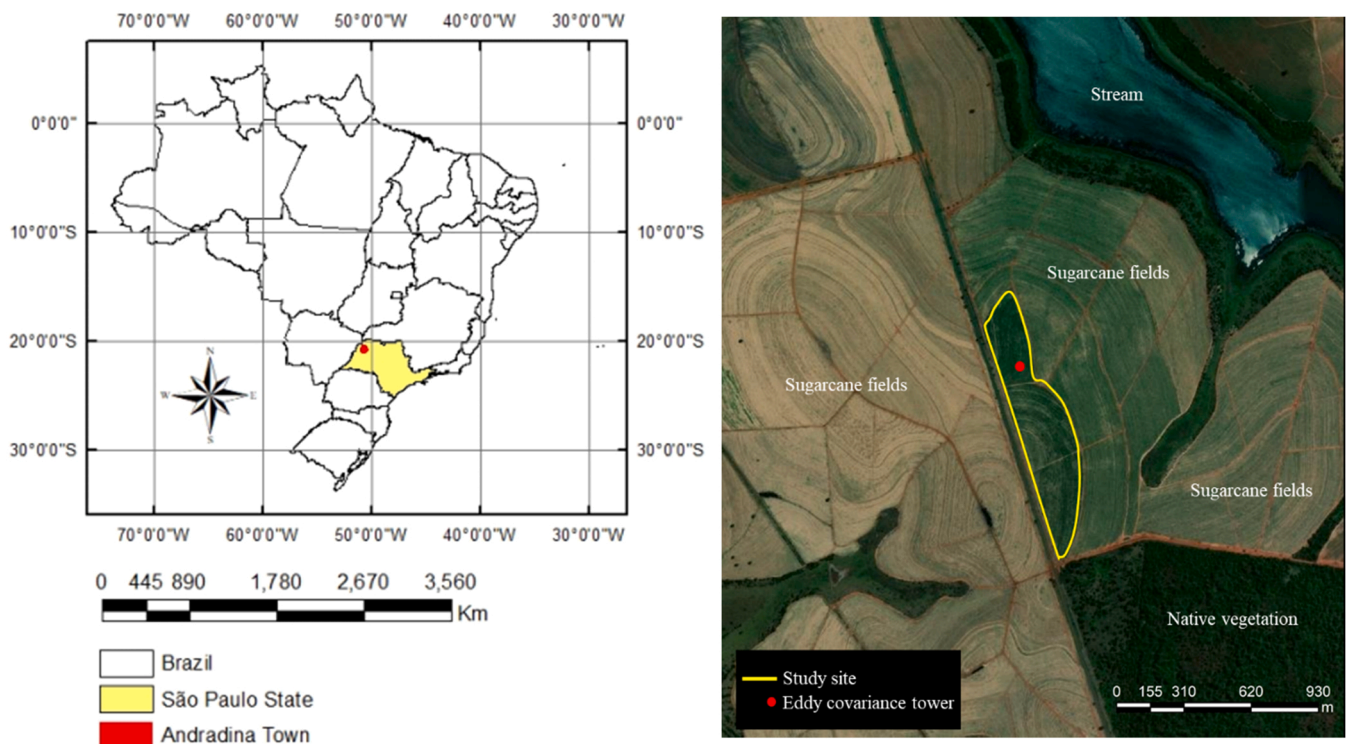 70°0'0"W 60°0'0"W 50°0'0"W 40°0'0"W 30°0'0"W
0°0'0" 0°0'0"
10°0'0"S 10°0'0"S
20°0'0"S 20°0'0"S
N
W E
S
30°0'0"S 30°0'0"S
70°0'0"W 60°0'0"W 50°0'0"W 40°0'0"W 30°0'0"W
0 445 890 1,780 2,670 3,560
Km
Brazil
São Paulo State
Andradina Town
Stream
Sugarcane fields
Sugarcane fields
Sugarcane fields
Native vegetation
Study site
Eddy covariance tower
0 155 310 620 930
m